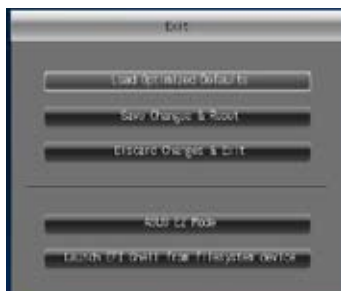 Exit
Load Optimized Defaults
Save Changes & Reset
Discard Changes & Exit
ASUS EZ Mode
Launch EFI Shell from filesystem device